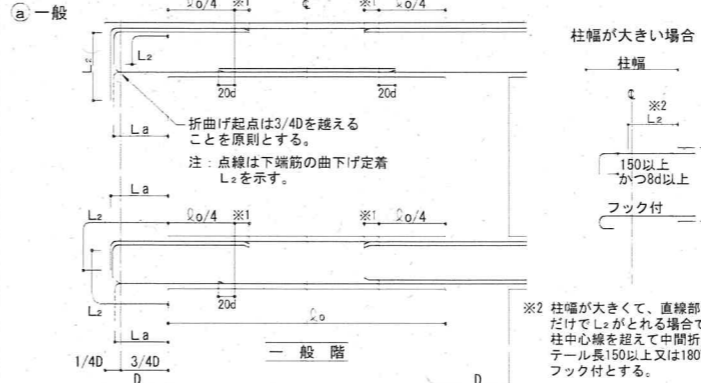 ⓐ 一般
ℓo/4 ※1 ℄ ※1 ℓo/4
L₂
L₂
20d 20d
La
折曲げ起点は3/4Dを越える
ことを原則とする。
注：点線は下端筋の曲下げ定着
L₂を示す。
La
ℓo/4 ※1 ※1 ℓo/4
L₂
20d
L₂
ℓo
La
一般階
1/4D 3/4D
D D
柱幅が大きい場合
柱幅
℄
※2
L₂
150以上
かつ8d以上
フック付
※2 柱幅が大きくて、直線部
だけでL₂がとれる場合で
柱中心線を超えて中間折
テール長150以上又は180°
フック付とする。